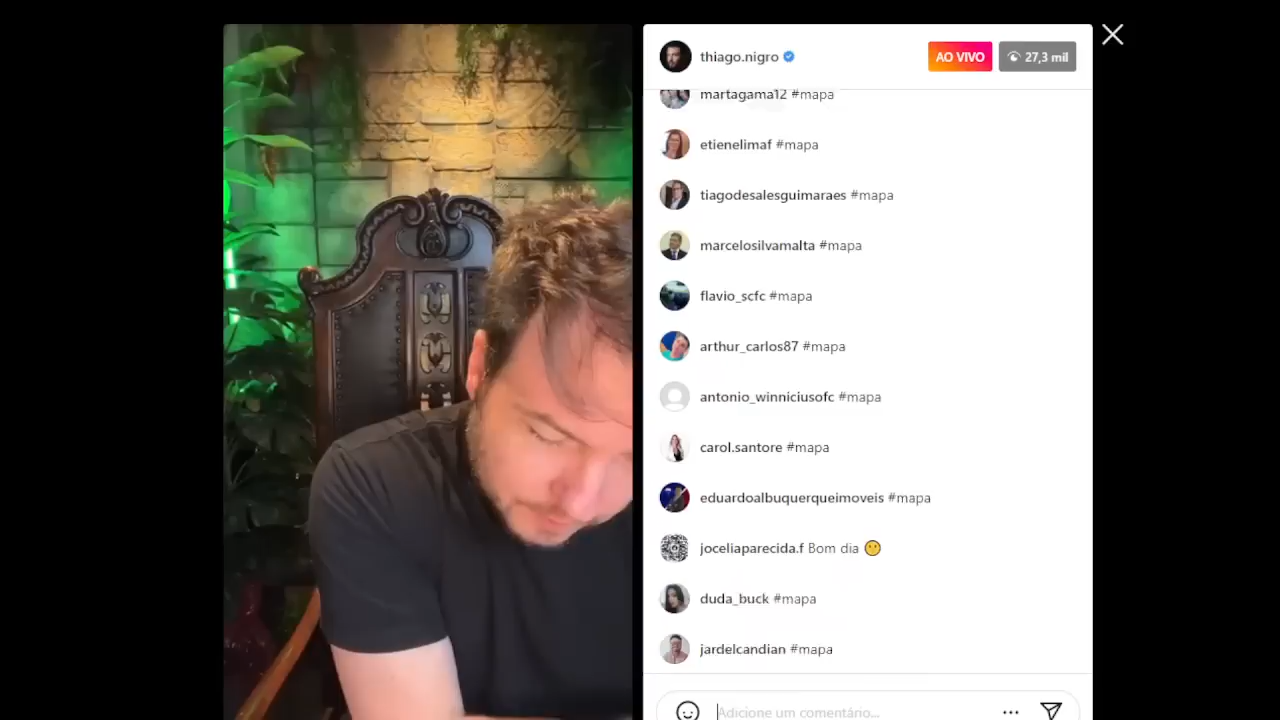 thiago.nigro
AO VIVO
27,3 mil
martagama12 #mapa
etienelimaf #mapa
tiagodesalesguimaraes #mapa
marcelosilvamalta #mapa
flavio_scfc #mapa
arthur_carlos87 #mapa
antonio_winniciusofc #mapa
carol.santore #mapa
eduardoalbuquerqueimoveis #mapa
joceliaparecida.f Bom dia 😶
duda_buck #mapa
jardelcandian #mapa
Adicione um comentário...